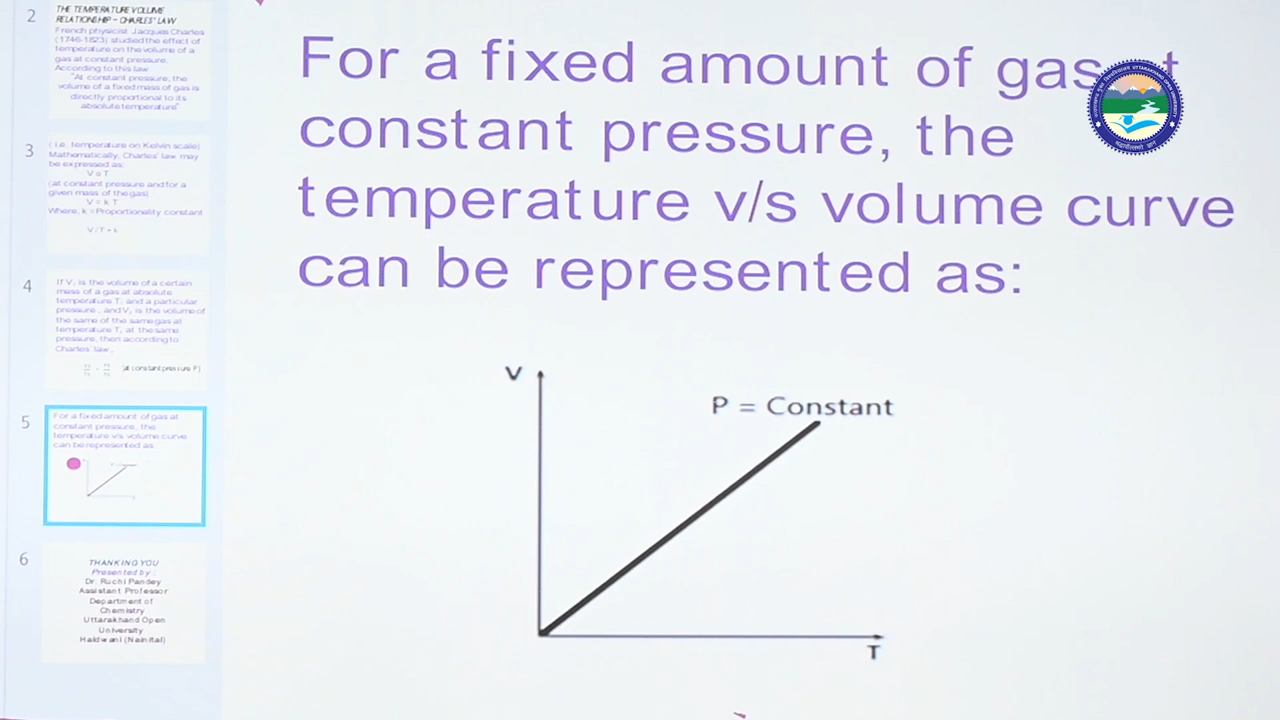 2
THE TEMPERATURE VOLUME
RELATIONSHIP – CHARLES' LAW
French physicist Jacques Charles
(1746-1823) studied the effect of
temperature on the volume of a
gas at constant pressure.
According to this law
"At constant pressure, the
volume of a fixed mass of gas is
directly proportional to its
absolute temperature"
3
( i.e. temperature on Kelvin scale)
Mathematically, Charles' law may
be expressed as:
V α T
(at constant pressure and for a
given mass of the gas)
V = k T
Where, k = Proportionality constant
V / T = k
4
If V₁ is the volume of a certain
mass of a gas at absolute
temperature T₁ and a particular
pressure , and V₂ is the volume of
the same of the same gas at
temperature T₂ at the same
pressure, then according to
Charles' law ,
(at constant pressure P)
5
For a fixed amount of gas at
constant pressure, the
temperature v/s volume curve
can be represented as:
6
THANKING YOU
Presented by :
Dr. Ruchi Pandey
Assistant Professor
Department of
Chemistry
Uttarakhand Open
University
Haldwani (Nainital)
For a fixed amount of gas at
constant pressure, the
temperature v/s volume curve
can be represented as:
V
P = Constant
T